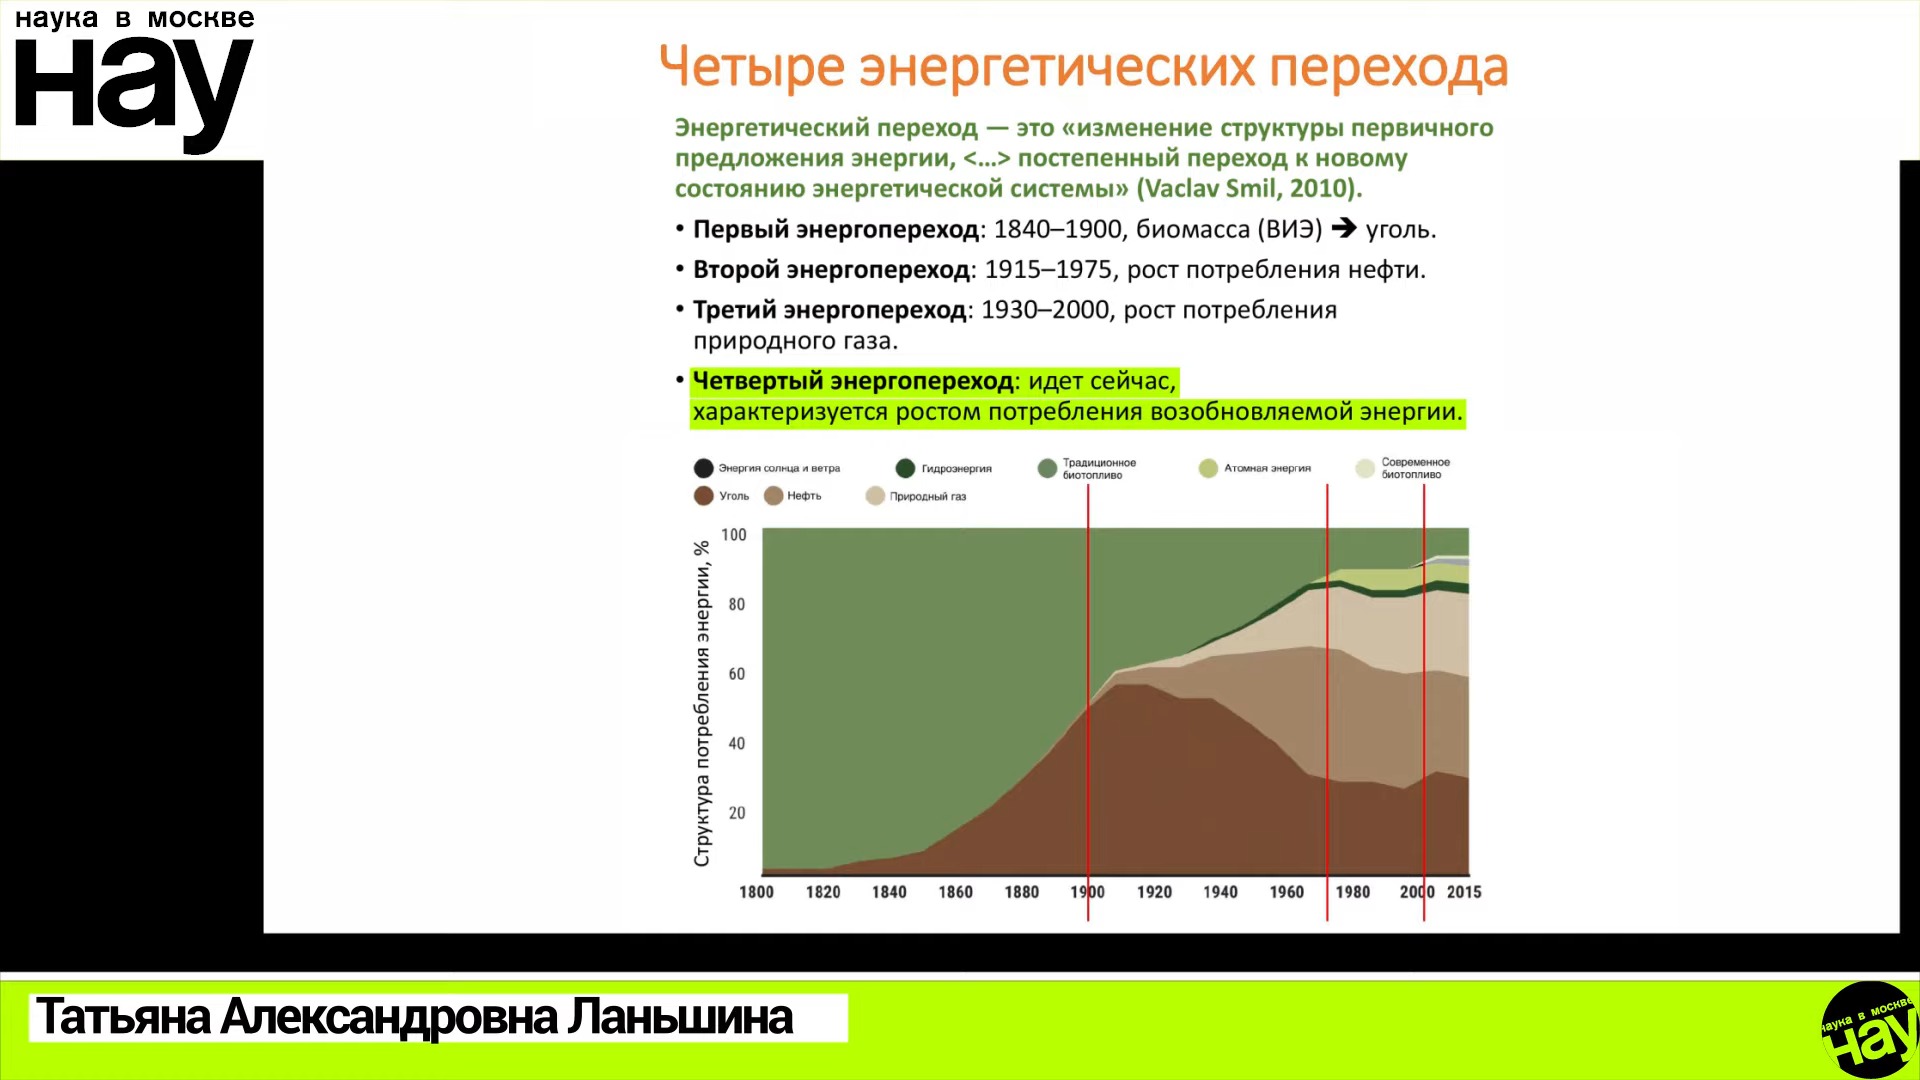 наука в москве
нау
Четыре энергетических перехода
Энергетический переход — это «изменение структуры первичного
предложения энергии, <…> постепенный переход к новому
состоянию энергетической системы» (Vaclav Smil, 2010).
• Первый энергопереход: 1840–1900, биомасса (ВИЭ) 🡲 уголь.
• Второй энергопереход: 1915–1975, рост потребления нефти.
• Третий энергопереход: 1930–2000, рост потребления
природного газа.
• Четвертый энергопереход: идет сейчас,
характеризуется ростом потребления возобновляемой энергии.
Энергия солнца и ветра
Гидроэнергия
Традиционное
биотопливо
Атомная энергия
Современное
биотопливо
Уголь
Нефть
Природный газ
Структура потребления энергии, %
100
80
60
40
20
1800 1820 1840 1860 1880 1900 1920 1940 1960 1980 2000 2015
Татьяна Александровна Ланьшина
наука в москве
нау